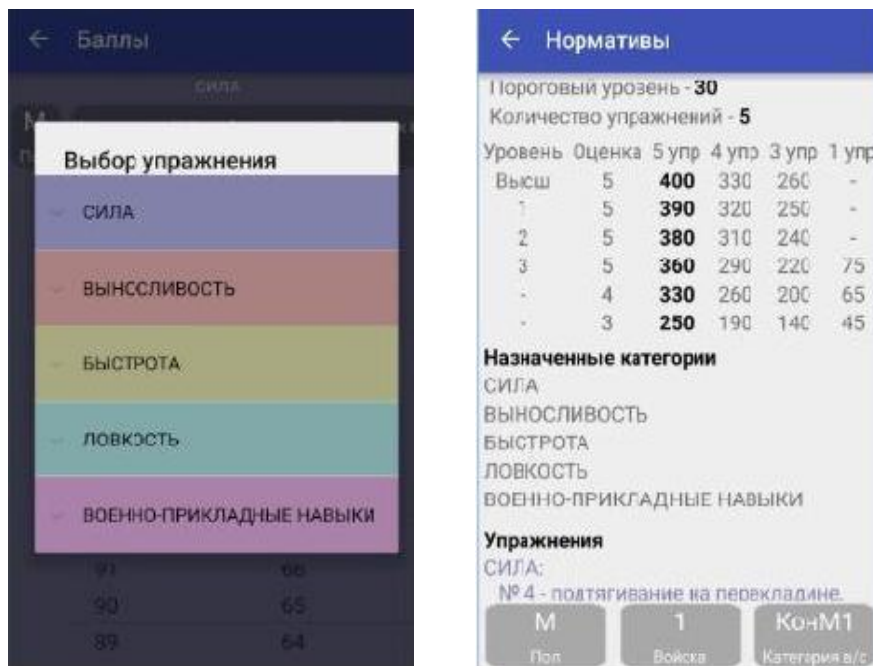 ← Баллы
СИЛА
М
Выбор упражнения
СИЛА
ВЫНОСЛИВОСТЬ
БЫСТРОТА
ЛОВКОСТЬ
ВОЕННО-ПРИКЛАДНЫЕ НАВЫКИ
91 66
90 65
89 64
← Нормативы
Пороговый уровень - 30
Количество упражнений - 5
Уровень Оценка 5 упр 4 упр 3 упр 1 упр
Высш 5 400 330 260 -
1 5 390 320 250 -
2 5 380 310 240 -
3 5 360 290 220 75
- 4 330 260 200 65
- 3 250 190 140 45
Назначенные категории
СИЛА
ВЫНОСЛИВОСТЬ
БЫСТРОТА
ЛОВКОСТЬ
ВОЕННО-ПРИКЛАДНЫЕ НАВЫКИ
Упражнения
СИЛА:
№ 4 - подтягивание на перекладине.
М 1 КонМ1
Пол Войска Категория в/с